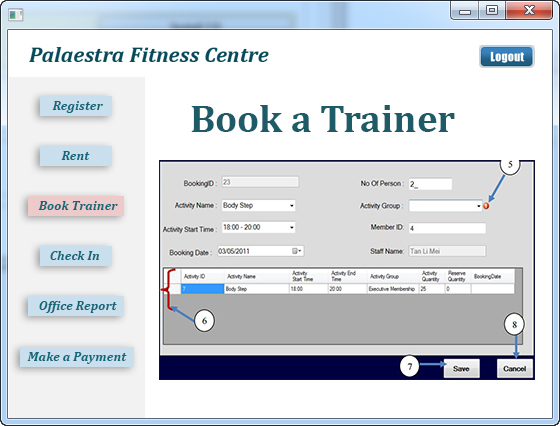 Palaestra Fitness Centre
Logout
Register
Rent
Book Trainer
Check In
Office Report
Make a Payment
Book a Trainer
5
BookingID : 23 No Of Person : 2_
Activity Name : Body Step Activity Group :
Activity Start Time : 18:00 - 20:00 Member ID: 4
Booking Date : 03/05/2011 Staff Name: Tan Li Mei
Activity ID Activity Name Activity Start Time Activity End Time Activity Group Activity Quantity Reserve Quantity BookingDate
7 Body Step 18:00 20:00 Executive Membership 25 0
6
8
7
Save Cancel